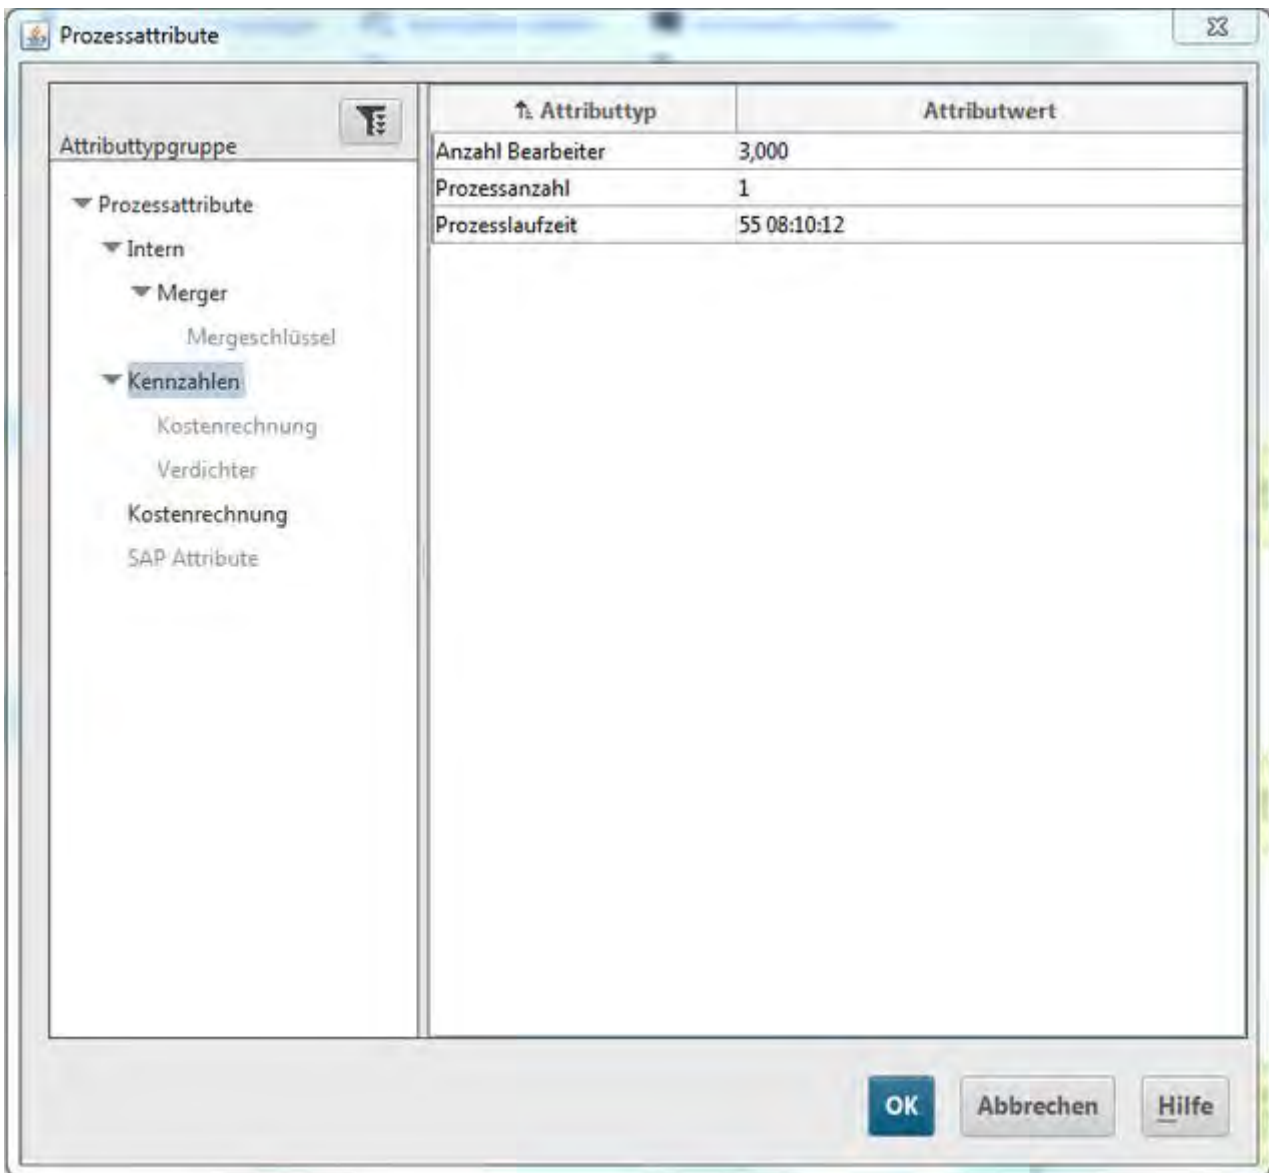 Prozessattribute
Attributtypgruppe
Prozessattribute
Intern
Merger
Mergeschlüssel
Kennzahlen
Kostenrechnung
Verdichter
Kostenrechnung
SAP Attribute
Attributtyp Attributwert
Anzahl Bearbeiter 3,000
Prozessanzahl 1
Prozesslaufzeit 55 08:10:12
OK Abbrechen Hilfe